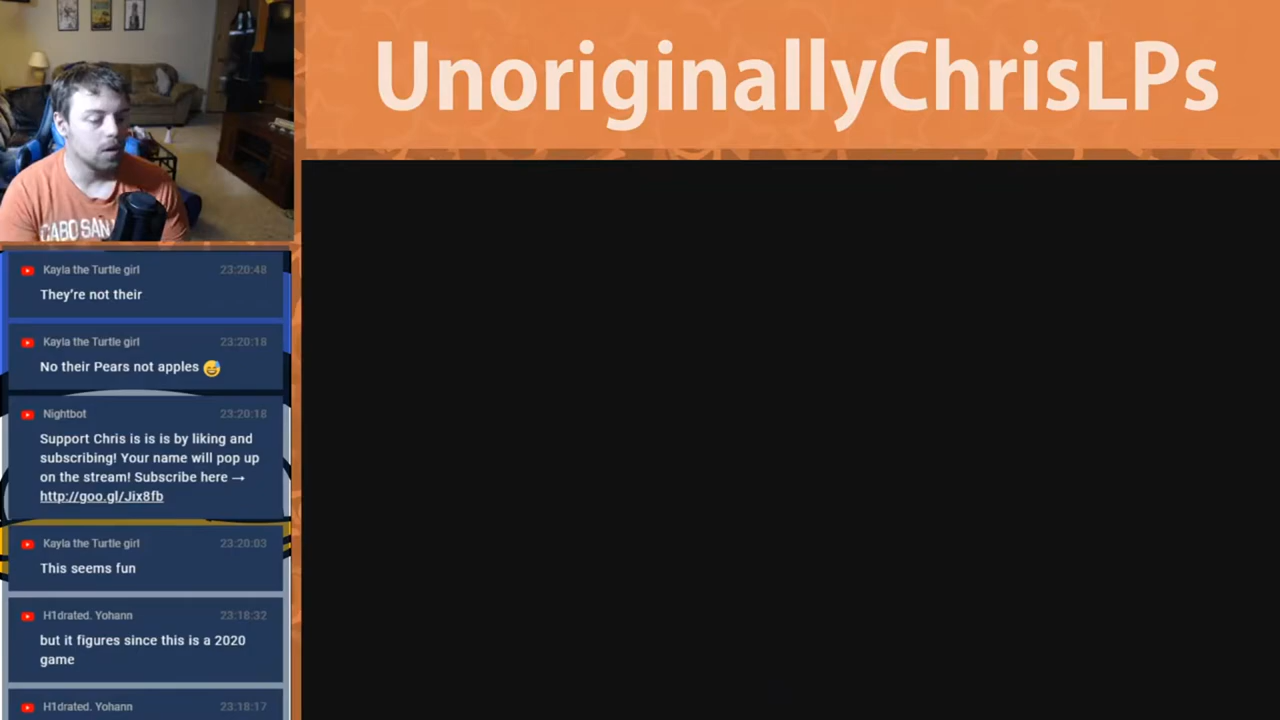 UnoriginallyChrisLPs
CABO SAN
Kayla the Turtle girl 23:20:48
They're not their
Kayla the Turtle girl 23:20:18
No their Pears not apples 😅
Nightbot 23:20:18
Support Chris is is is by liking and
subscribing! Your name will pop up
on the stream! Subscribe here →
http://goo.gl/Jix8fb
Kayla the Turtle girl 23:20:03
This seems fun
H1drated. Yohann 23:18:32
but it figures since this is a 2020
game
H1drated. Yohann 23:18:17